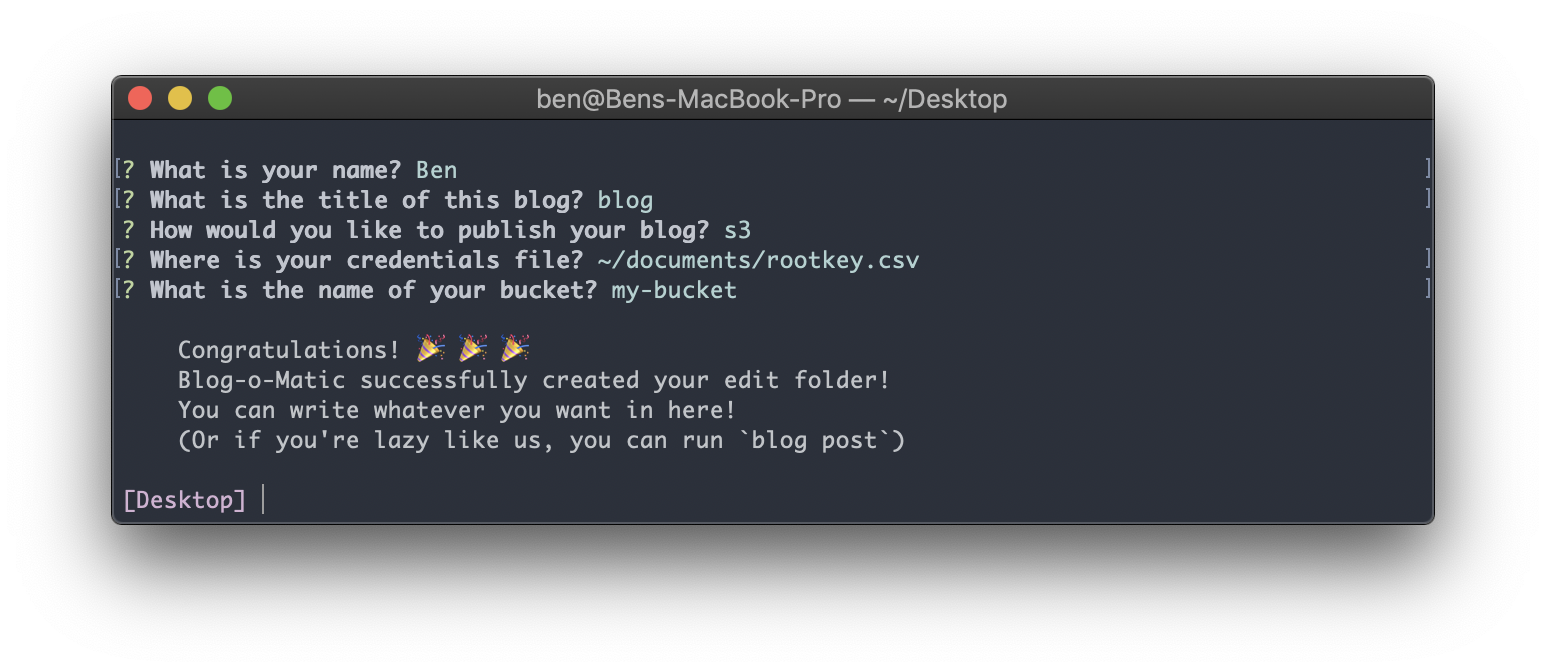 ben@Bens-MacBook-Pro — ~/Desktop
[? What is your name? Ben ]
[? What is the title of this blog? blog ]
? How would you like to publish your blog? s3
[? Where is your credentials file? ~/documents/rootkey.csv ]
[? What is the name of your bucket? my-bucket ]
Congratulations! 🎉 🎉 🎉
Blog-o-Matic successfully created your edit folder!
You can write whatever you want in here!
(Or if you're lazy like us, you can run `blog post`)
[Desktop]